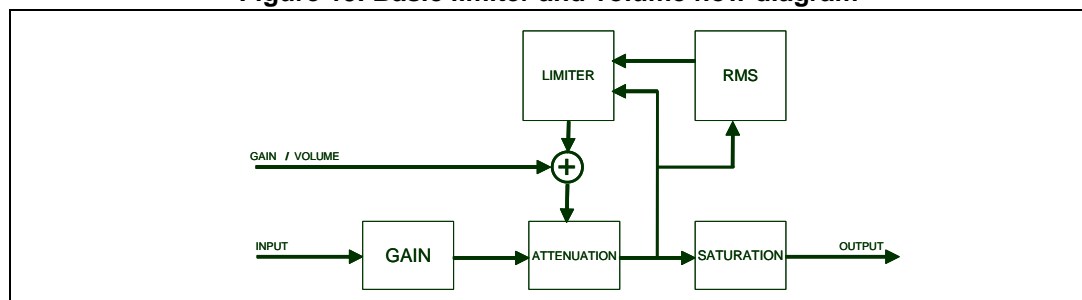 Figure 18. Basic limiter and volume flow diagram
LIMITER
RMS
GAIN / VOLUME
+
INPUT
GAIN
ATTENUATION
SATURATION
OUTPUT